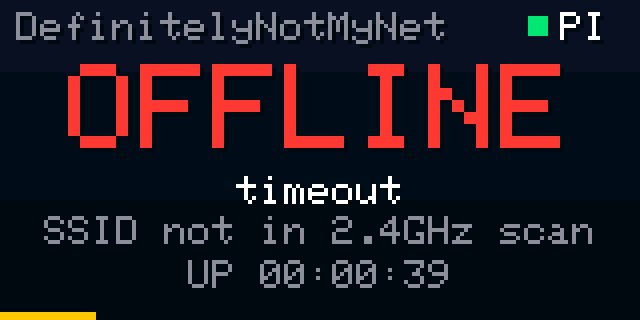 DefinitelyNotMyNet PI
OFFLINE
timeout
SSID not in 2.4GHz scan
UP 00:00:39